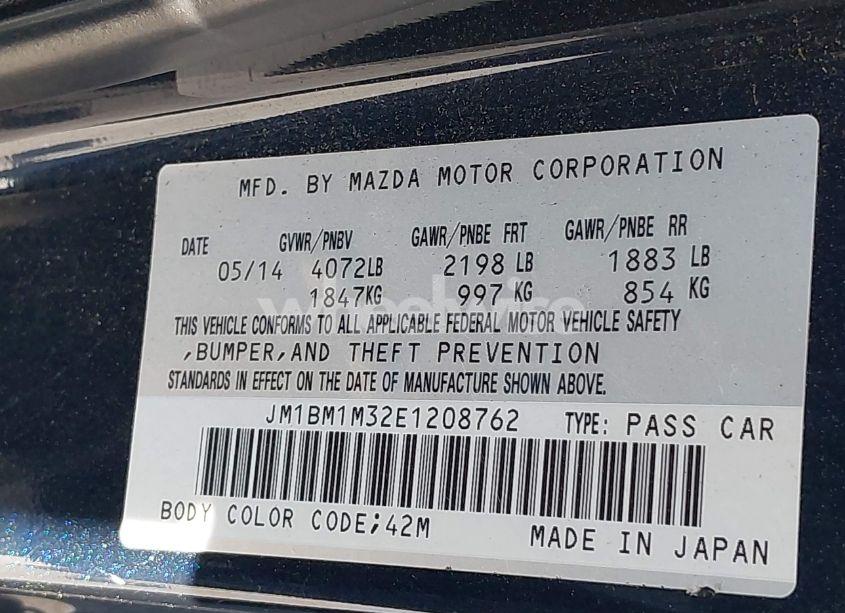 MFD. BY MAZDA MOTOR CORPORATION
DATE GVWR/PNBV GAWR/PNBE FRT GAWR/PNBE RR
05/14 4072LB 2198 LB 1883 LB
1847KG 997 KG 854 KG
THIS VEHICLE CONFORMS TO ALL APPLICABLE FEDERAL MOTOR VEHICLE SAFETY
,BUMPER,AND THEFT PREVENTION
STANDARDS IN EFFECT ON THE DATE OF MANUFACTURE SHOWN ABOVE.
JM1BM1M32E1208762 TYPE: PASS CAR
BODY COLOR CODE;42M MADE IN JAPAN